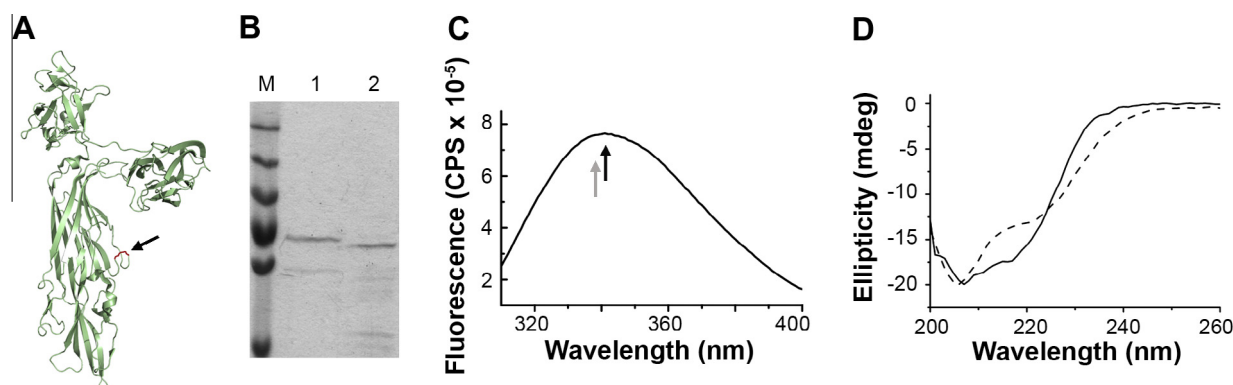 A
B
C
D
M 1 2
Fluorescence (CPS x 10⁻⁵)
8
6
4
2
320 360 400
Wavelength (nm)
Ellipticity (mdeg)
0
-5
-10
-15
-20
200 220 240 260
Wavelength (nm)